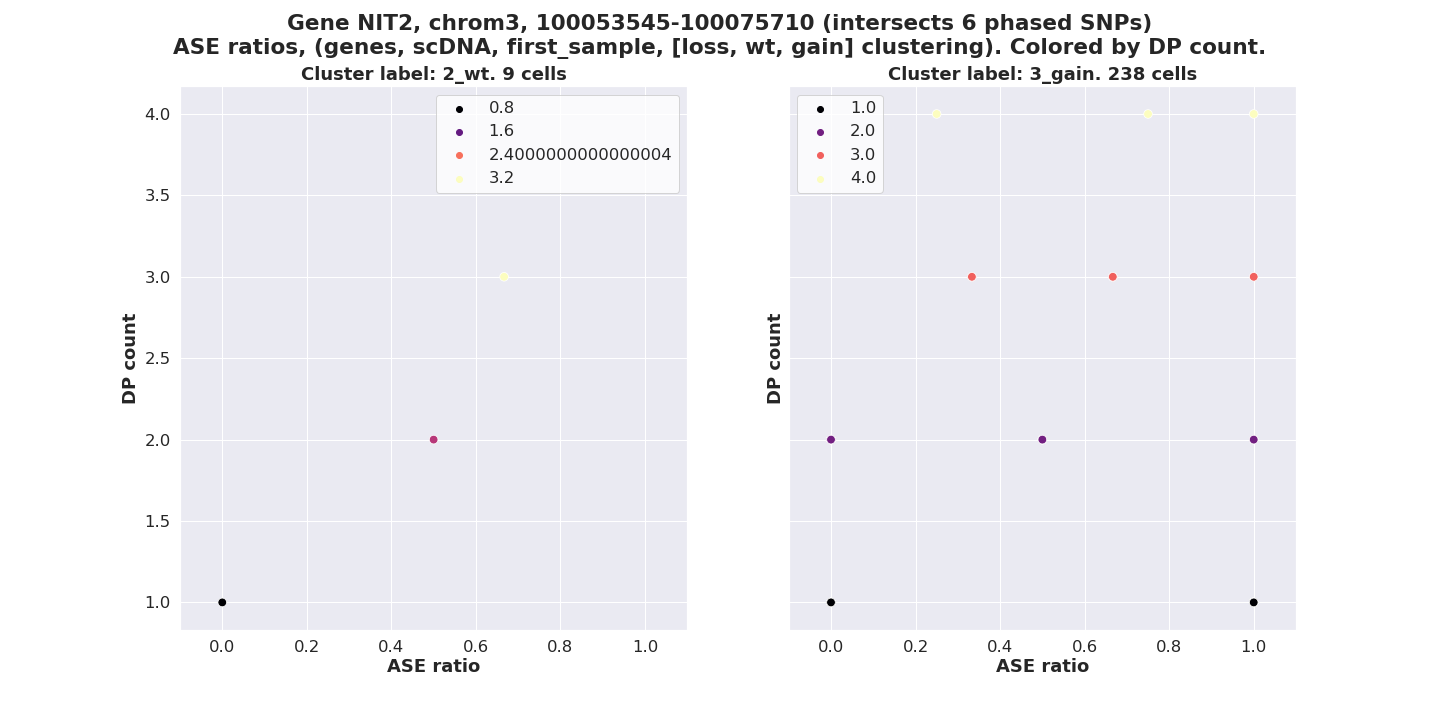 Gene NIT2, chrom3, 100053545-100075710 (intersects 6 phased SNPs)
ASE ratios, (genes, scDNA, first_sample, [loss, wt, gain] clustering). Colored by DP count.
Cluster label: 2_wt. 9 cells
4.0
3.5
3.0
2.5
2.0
1.5
1.0
DP count
0.8
1.6
2.4000000000000004
3.2
0.0 0.2 0.4 0.6 0.8 1.0
ASE ratio
Cluster label: 3_gain. 238 cells
DP count
1.0
2.0
3.0
4.0
0.0 0.2 0.4 0.6 0.8 1.0
ASE ratio